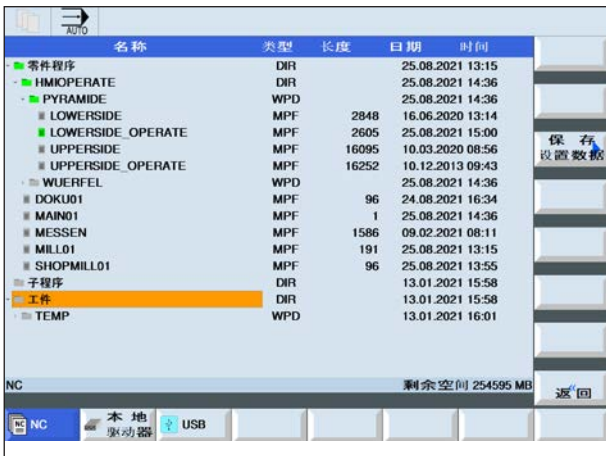 AUTO
名称 类型 长度 日期 时间
零件程序 DIR 25.08.2021 13:15
HMIOPERATE DIR 25.08.2021 14:36
PYRAMIDE WPD 25.08.2021 14:36
LOWERSIDE MPF 2848 16.06.2020 13:14
LOWERSIDE_OPERATE MPF 2605 25.08.2021 15:00
UPPERSIDE MPF 16095 10.03.2020 08:56
UPPERSIDE_OPERATE MPF 16252 10.12.2013 09:43
WUERFEL WPD 25.08.2021 14:36
DOKU01 MPF 96 24.08.2021 16:34
MAIN01 MPF 1 25.08.2021 14:36
MESSEN MPF 1586 09.02.2021 08:11
MILL01 MPF 191 25.08.2021 13:15
SHOPMILL01 MPF 96 25.08.2021 13:55
子程序 DIR 13.01.2021 15:58
工件 DIR 13.01.2021 15:58
TEMP WPD 13.01.2021 16:01
NC 剩余空间 254595 MB
保存
设置数据
返回
NC NC 本地
驱动器 USB